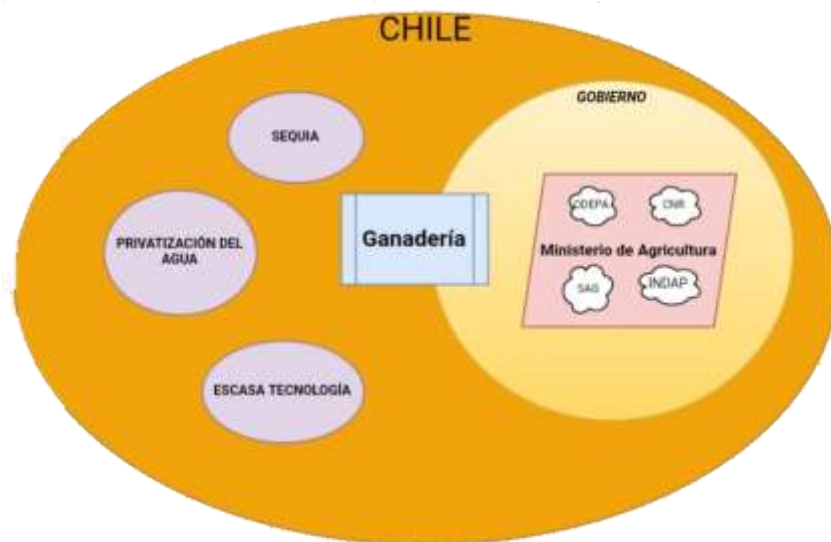 CHILE
GOBIERNO
SEQUIA
ODEPA
CNR
PRIVATIZACIÓN DEL
AGUA
Ganadería
Ministerio de Agricultura
SAG
INDAP
ESCASA TECNOLOGÍA